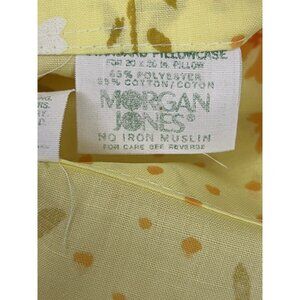 STANDARD PILLOWCASE
FOR 20 x 26 in. PILLOW
65% POLYESTER
35% COTTON/COTON
MORGAN
JONES®
NO IRON MUSLIN
FOR CARE SEE REVERSE